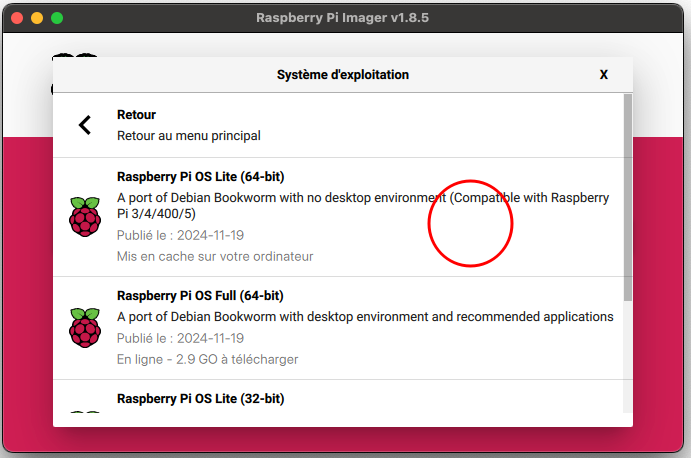 Raspberry Pi Imager v1.8.5
Système d'exploitation
X
Retour
Retour au menu principal
Raspberry Pi OS Lite (64-bit)
A port of Debian Bookworm with no desktop environment (Compatible with Raspberry
Pi 3/4/400/5)
Publié le : 2024-11-19
Mis en cache sur votre ordinateur
Raspberry Pi OS Full (64-bit)
A port of Debian Bookworm with desktop environment and recommended applications
Publié le : 2024-11-19
En ligne - 2.9 GO à télécharger
Raspberry Pi OS Lite (32-bit)